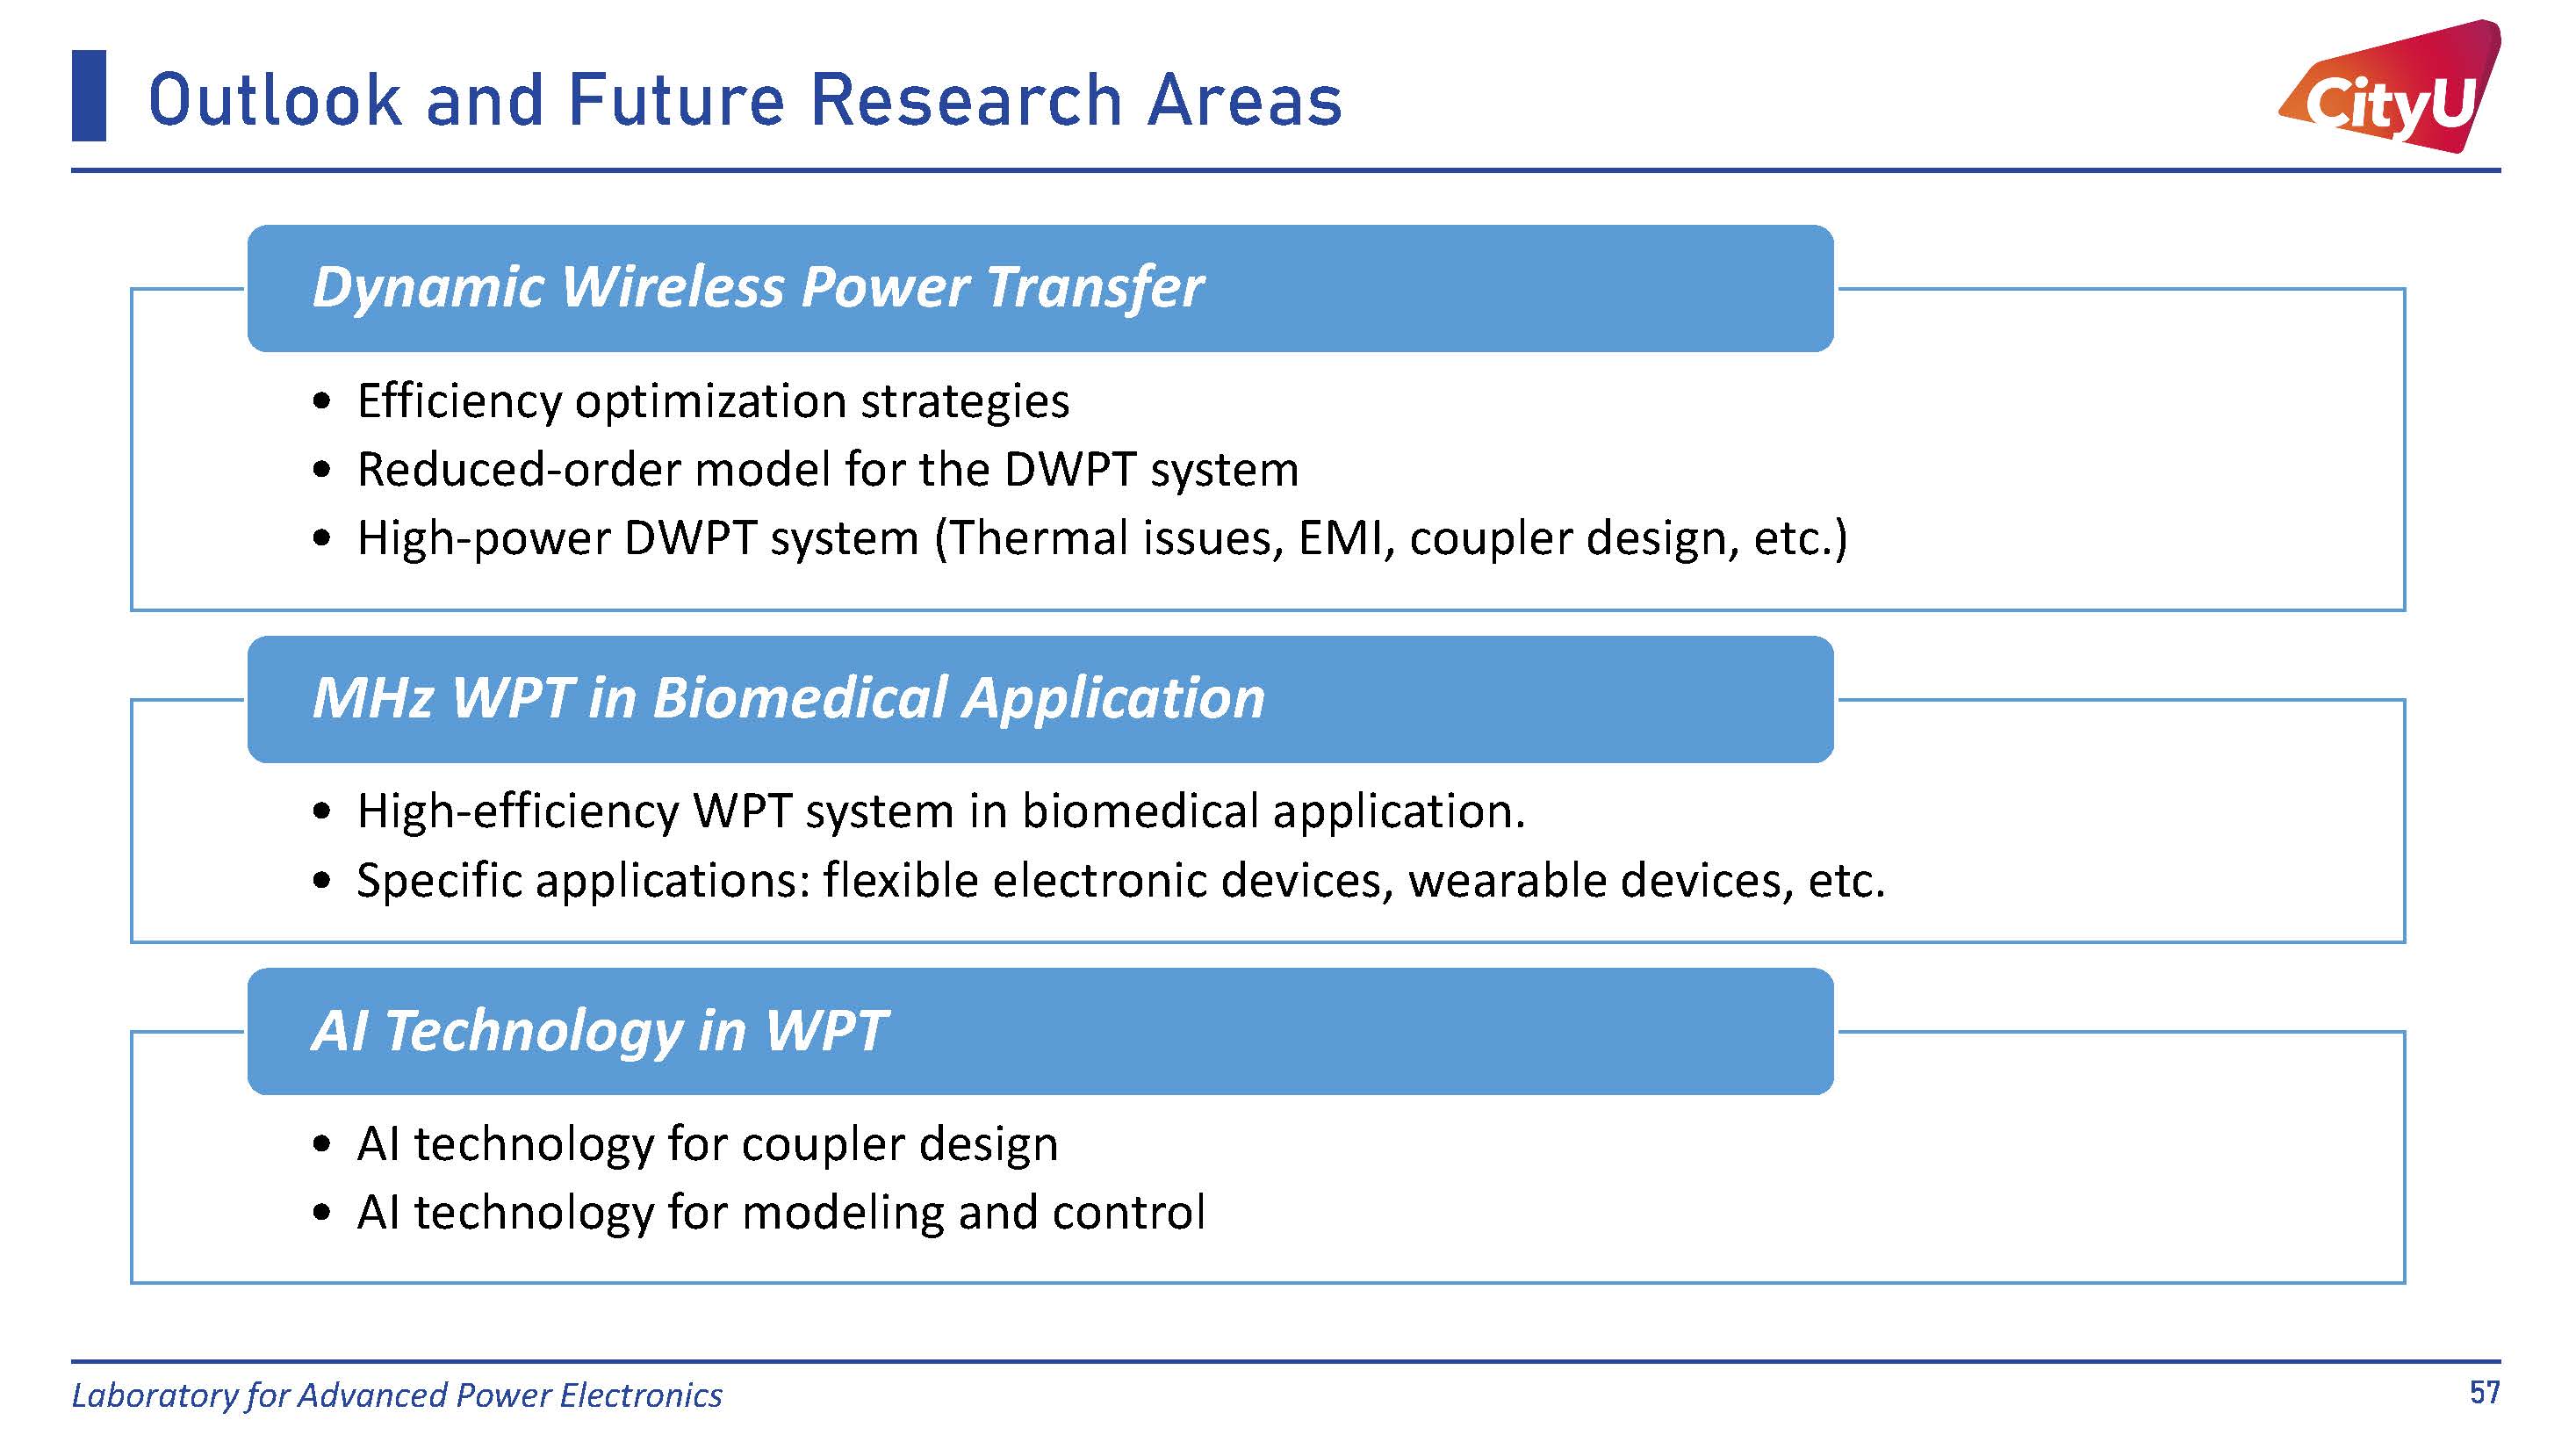 Outlook and Future Research Areas
CityU
Dynamic Wireless Power Transfer
• Efficiency optimization strategies
• Reduced-order model for the DWPT system
• High-power DWPT system (Thermal issues, EMI, coupler design, etc.)
MHz WPT in Biomedical Application
• High-efficiency WPT system in biomedical application.
• Specific applications: flexible electronic devices, wearable devices, etc.
AI Technology in WPT
• AI technology for coupler design
• AI technology for modeling and control
Laboratory for Advanced Power Electronics
57